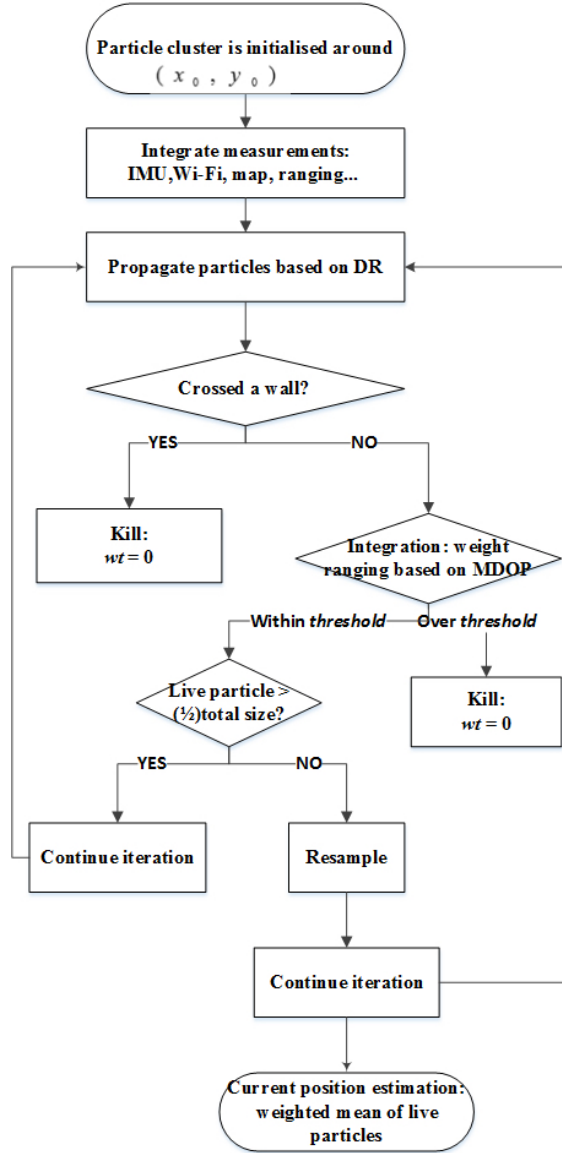 Particle cluster is initialised around
( x 0 , y 0 )
Integrate measurements:
IMU,Wi-Fi, map, ranging...
Propagate particles based on DR
Crossed a wall?
YES
NO
Kill:
wt = 0
Integration: weight
ranging based on MDOP
Within threshold
Over threshold
Live particle >
(½)total size?
Kill:
wt = 0
YES
NO
Continue iteration
Resample
Continue iteration
Current position estimation:
weighted mean of live
particles